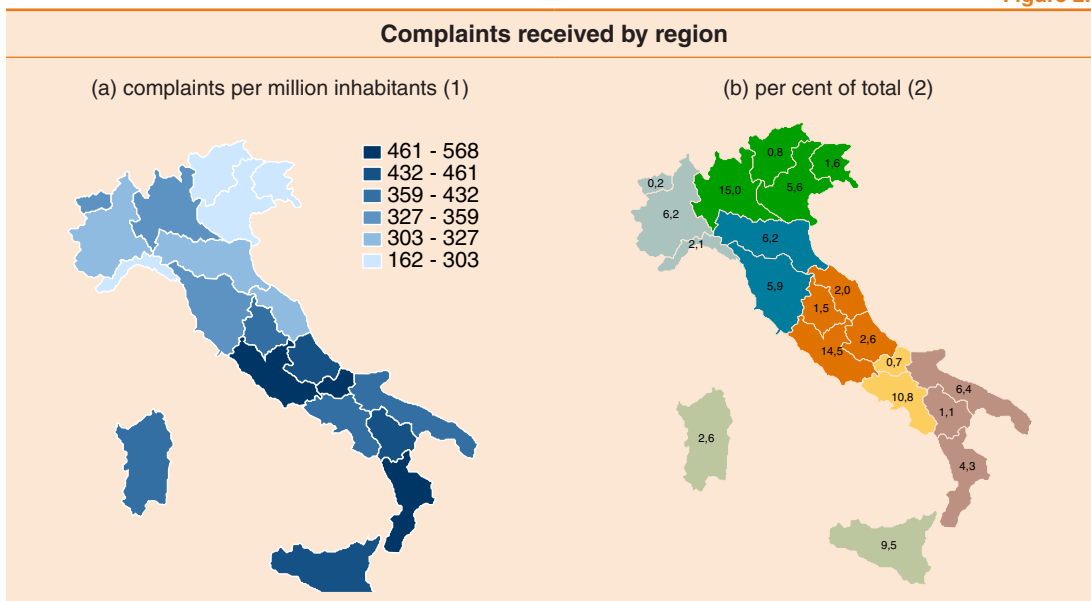 Complaints received by region
(a) complaints per million inhabitants (1)
461 - 568
432 - 461
359 - 432
327 - 359
303 - 327
162 - 303
(b) per cent of total (2)
0,8
1,6
0,2
15,0
5,6
6,2
2,1
6,2
5,9
2,0
1,5
2,6
14,5
0,7
10,8
6,4
1,1
2,6
4,3
9,5